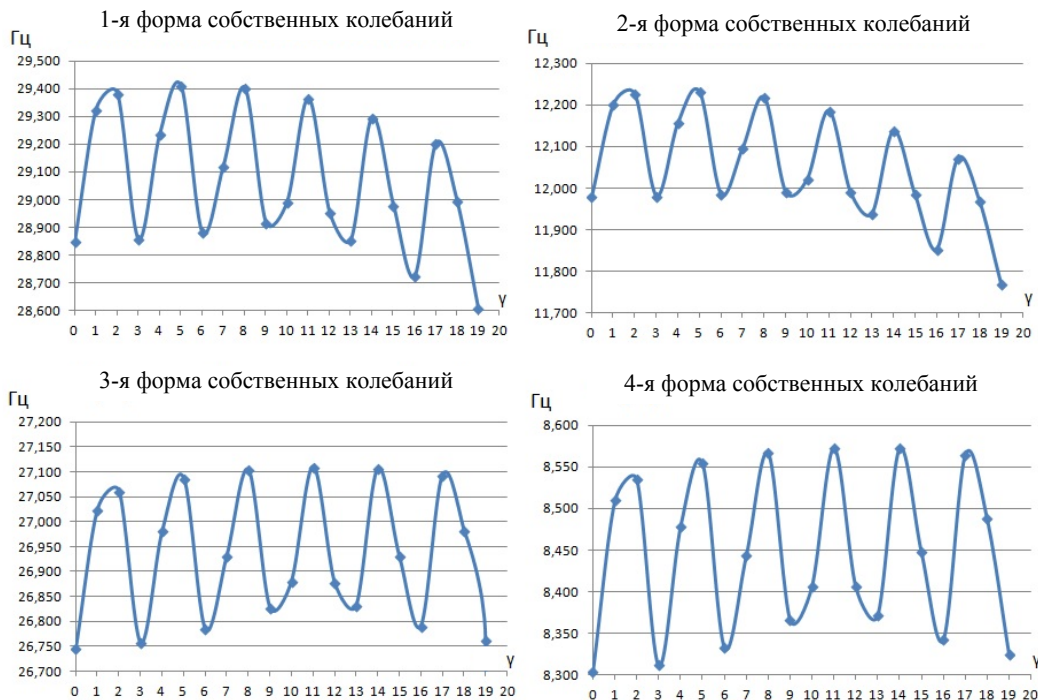 1-я форма собственных колебаний
Гц
29,500
29,400
29,300
29,200
29,100
29,000
28,900
28,800
28,700
28,600
0 1 2 3 4 5 6 7 8 9 10 11 12 13 14 15 16 17 18 19 20
γ
2-я форма собственных колебаний
Гц
12,300
12,200
12,100
12,000
11,900
11,800
11,700
0 1 2 3 4 5 6 7 8 9 10 11 12 13 14 15 16 17 18 19 20
γ
3-я форма собственных колебаний
Гц
27,200
27,150
27,100
27,050
27,000
26,950
26,900
26,850
26,800
26,750
26,700
0 1 2 3 4 5 6 7 8 9 10 11 12 13 14 15 16 17 18 19 20
γ
4-я форма собственных колебаний
Гц
8,600
8,550
8,500
8,450
8,400
8,350
8,300
0 1 2 3 4 5 6 7 8 9 10 11 12 13 14 15 16 17 18 19 20
γ